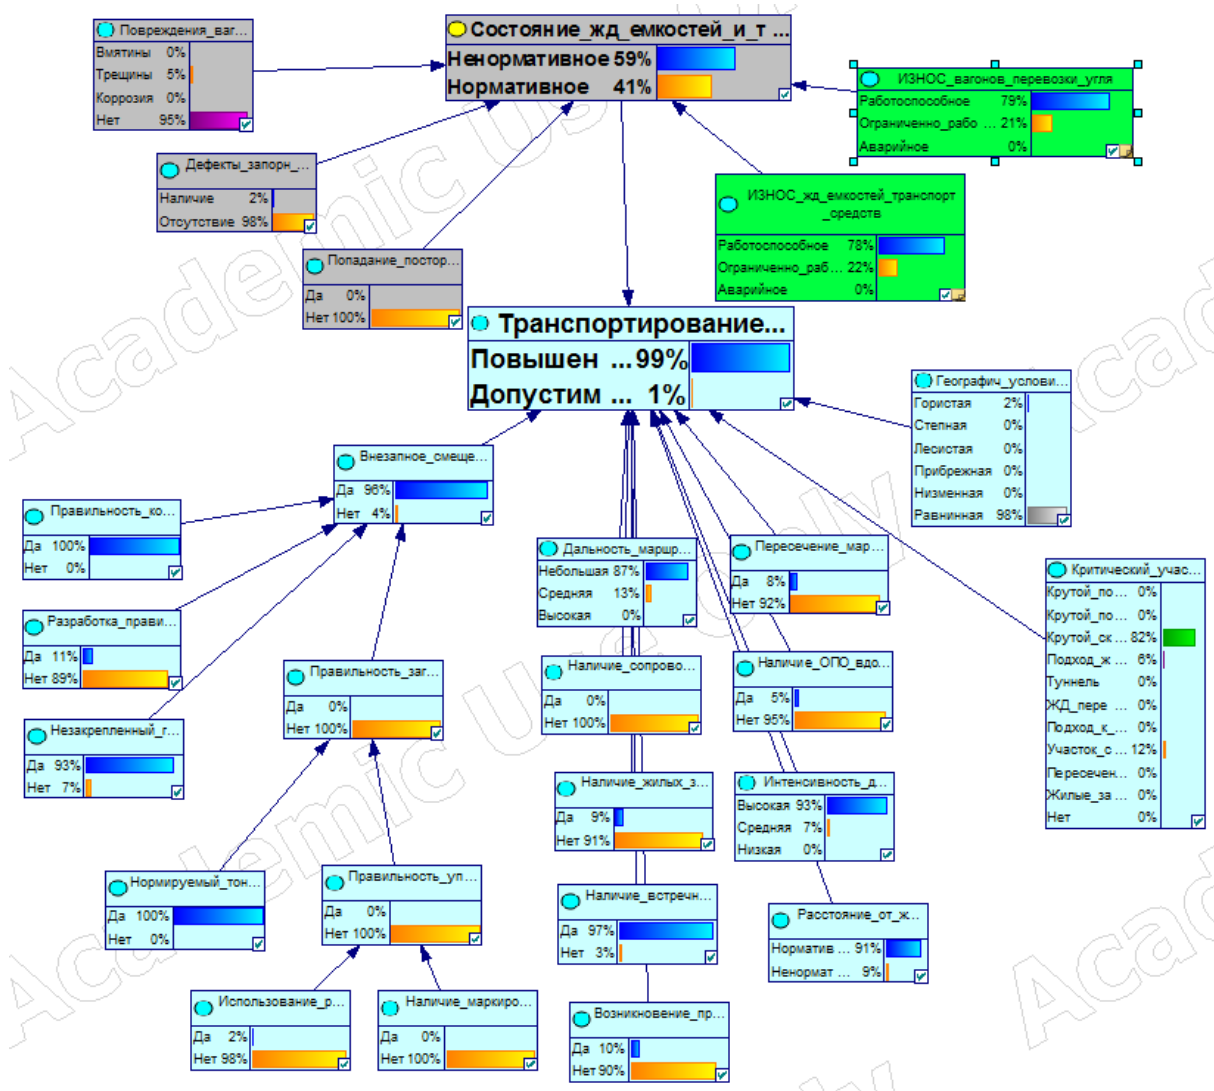 Повреждения_ваг...
Вмятины 0%
Трещины 5%
Коррозия 0%
Нет 95%
Состояние_жд_емкостей_и_т ...
Ненормативное 59%
Нормативное 41%
ИЗНОС_вагонов_перевозки_угля
Работоспособное 79%
Ограниченно_рабо ... 21%
Аварийное 0%
Дефекты_запорн_...
Наличие 2%
Отсутствие 98%
ИЗНОС_жд_емкостей_транспорт
_средств
Работоспособное 78%
Ограниченно_раб... 22%
Аварийное 0%
Попадание_постор...
Да 0%
Нет 100%
Транспортирование...
Повышен ... 99%
Допустим ... 1%
Географич_услови...
Гористая 2%
Степная 0%
Лесистая 0%
Прибрежная 0%
Низменная 0%
Равнинная 98%
Внезапное_смеще...
Да 96%
Нет 4%
Правильность_ко...
Да 100%
Нет 0%
Дальность_маршр...
Небольшая 87%
Средняя 13%
Высокая 0%
Пересечение_мар...
Да 8%
Нет 92%
Критический_учас...
Крутой_по... 0%
Крутой_по... 0%
Крутой_ск ... 82%
Подход_ж ... 6%
Туннель 0%
ЖД_пере ... 0%
Подход_к_... 0%
Участок_с ... 12%
Пересечен... 0%
Жилые_за ... 0%
Нет 0%
Разработка_прави...
Да 11%
Нет 89%
Правильность_заг...
Да 0%
Нет 100%
Наличие_сопрово...
Да 0%
Нет 100%
Наличие_ОПО_вдо...
Да 5%
Нет 95%
Незакрепленный_г...
Да 93%
Нет 7%
Наличие_жилых_з...
Да 9%
Нет 91%
Интенсивность_д...
Высокая 93%
Средняя 7%
Низкая 0%
Нормируемый_тон...
Да 100%
Нет 0%
Правильность_уп...
Да 0%
Нет 100%
Наличие_встречн...
Да 97%
Нет 3%
Расстояние_от_ж...
Норматив ... 91%
Ненормат ... 9%
Использование_р...
Да 2%
Нет 98%
Наличие_маркиро...
Да 0%
Нет 100%
Возникновение_пр...
Да 10%
Нет 90%
Academic Use Only
Academic Use Only